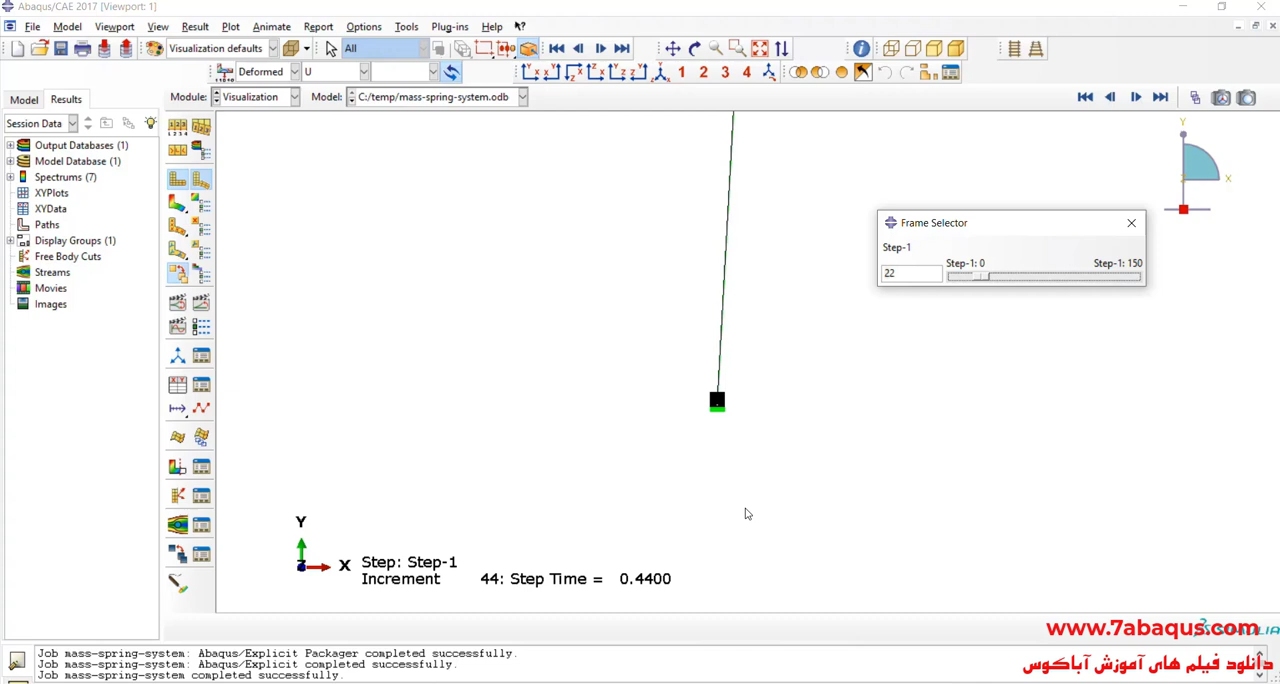 Abaqus/CAE 2017 [Viewport: 1]
File Model Viewport View Result Plot Animate Report Options Tools Plug-ins Help
Visualization defaults All
Deformed U 1 2 3 4
Module: Visualization Model: C:/temp/mass-spring-system.odb
Model Results
Session Data
Output Databases (1)
Model Database (1)
Spectrums (7)
XYPlots
XYData
Paths
Display Groups (1)
Free Body Cuts
Streams
Movies
Images
Y
X
Frame Selector
Step-1
Step-1: 0 Step-1: 150
22
Y
X
Z
Step: Step-1
Increment 44: Step Time = 0.4400
www.7abaqus.com
دانلود فیلم های آموزش آباکوس
Job mass-spring-system: Abaqus/Explicit Packager completed successfully.
Job mass-spring-system: Abaqus/Explicit completed successfully.
Job mass-spring-system completed successfully.